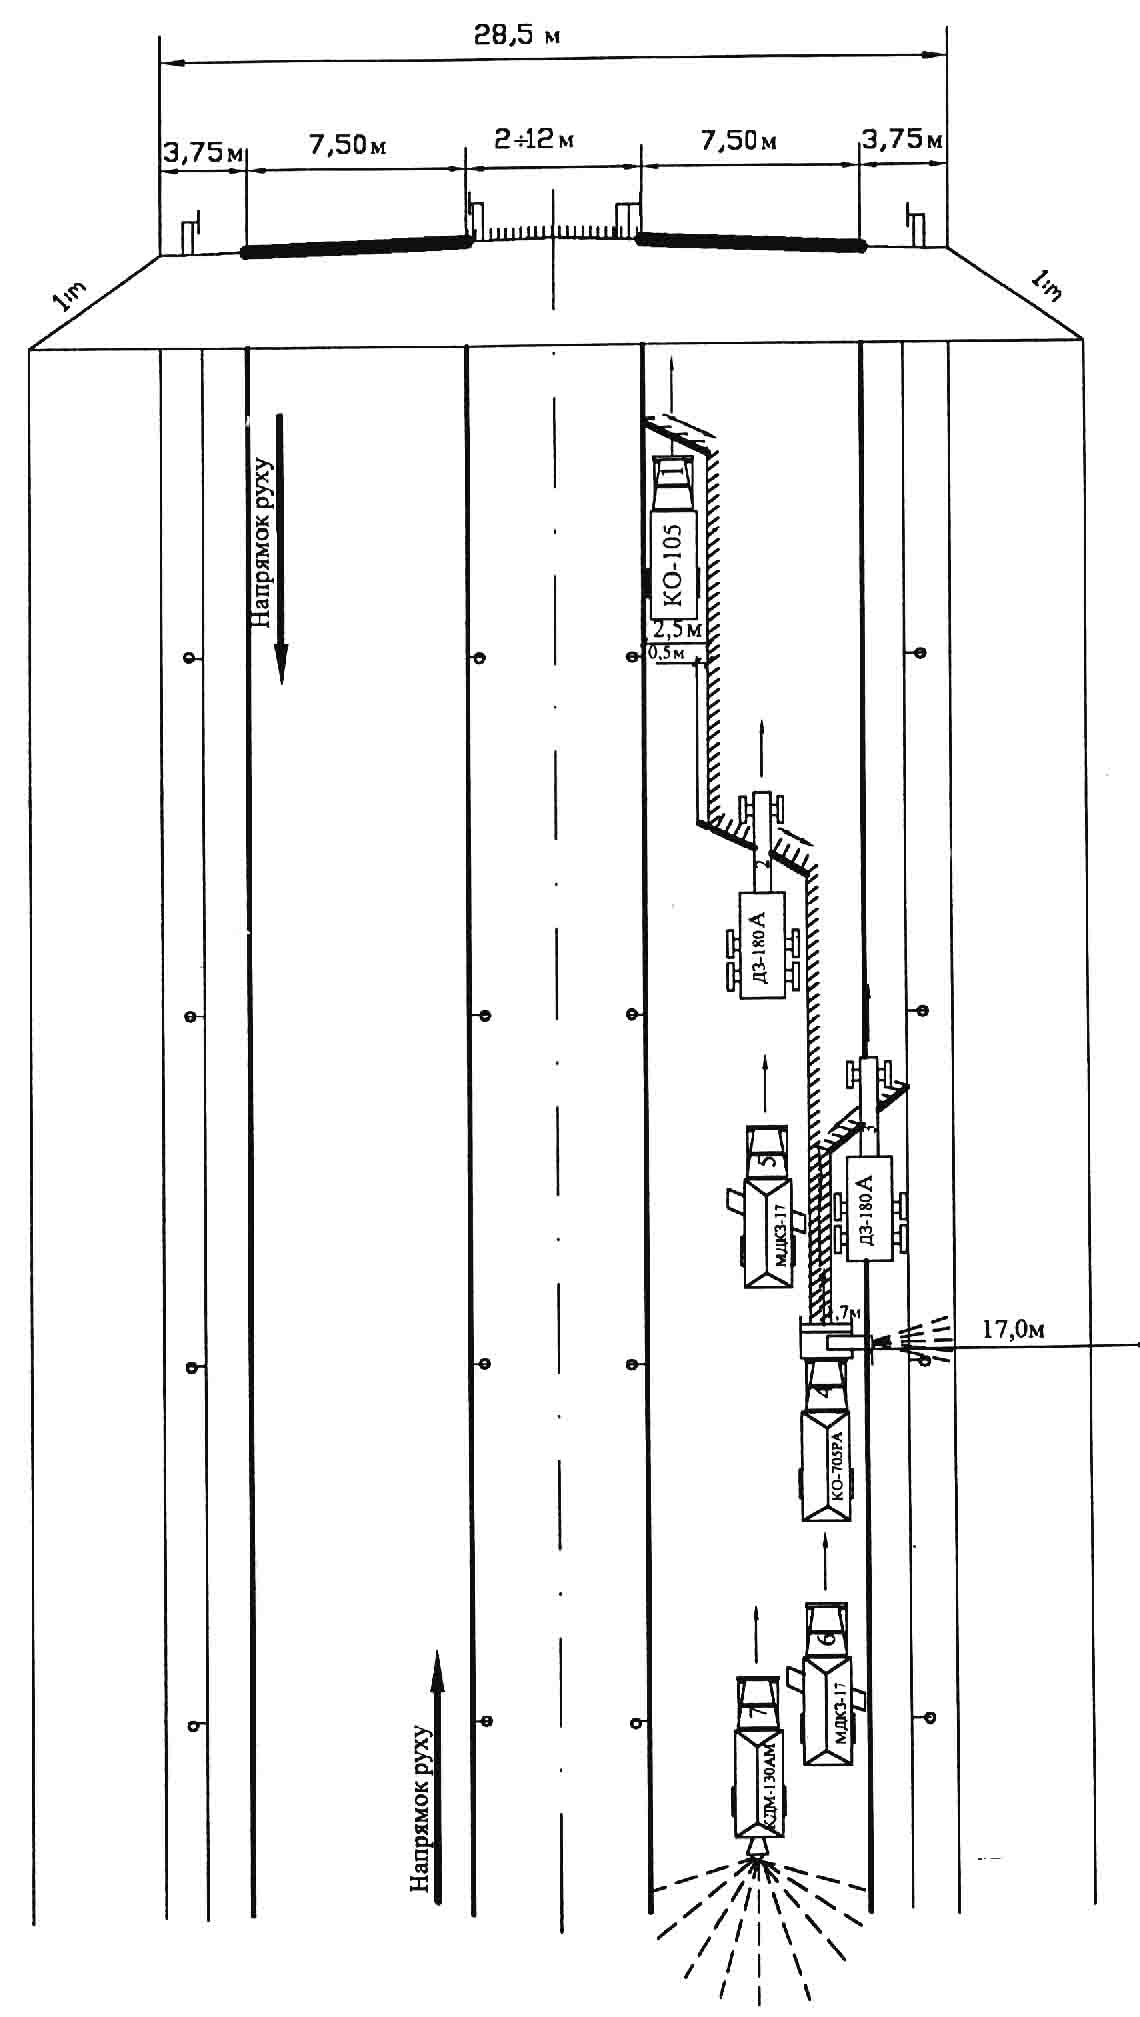 28,5 м
3,75м
7,50м
2÷12м
7,50м
3,75м
1:m
1:m
Напрямок руху
1
КО-105
2,5м
0,5м
2
ДЗ-180А
3
ДЗ-180А
5
МДКЗ-17
17,0м
4
КО-705РА
6
МДКЗ-17
7
КДМ-130АМ
Напрямок руху